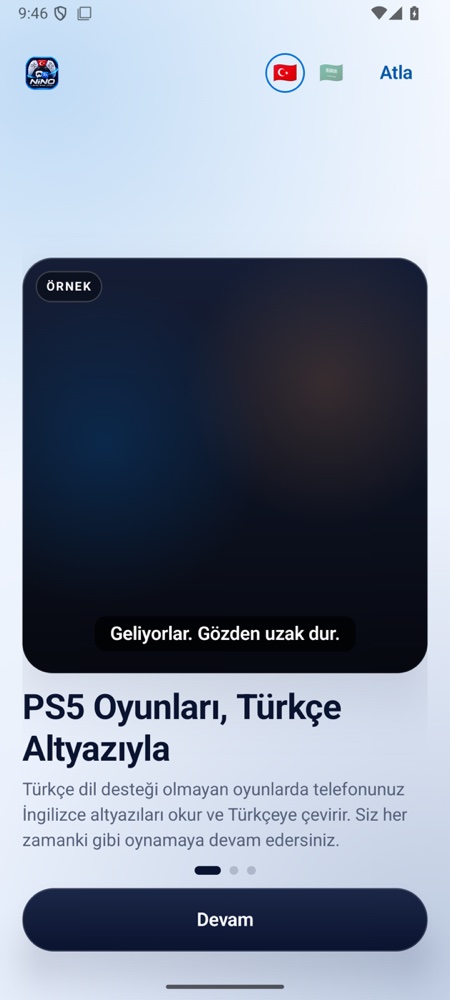 9:46
NiNO
Atla
ÖRNEK
Geliyorlar. Gözden uzak dur.
PS5 Oyunları, Türkçe
Altyazıyla
Türkçe dil desteği olmayan oyunlarda telefonunuz
İngilizce altyazıları okur ve Türkçeye çevirir. Siz her
zamanki gibi oynamaya devam edersiniz.
Devam